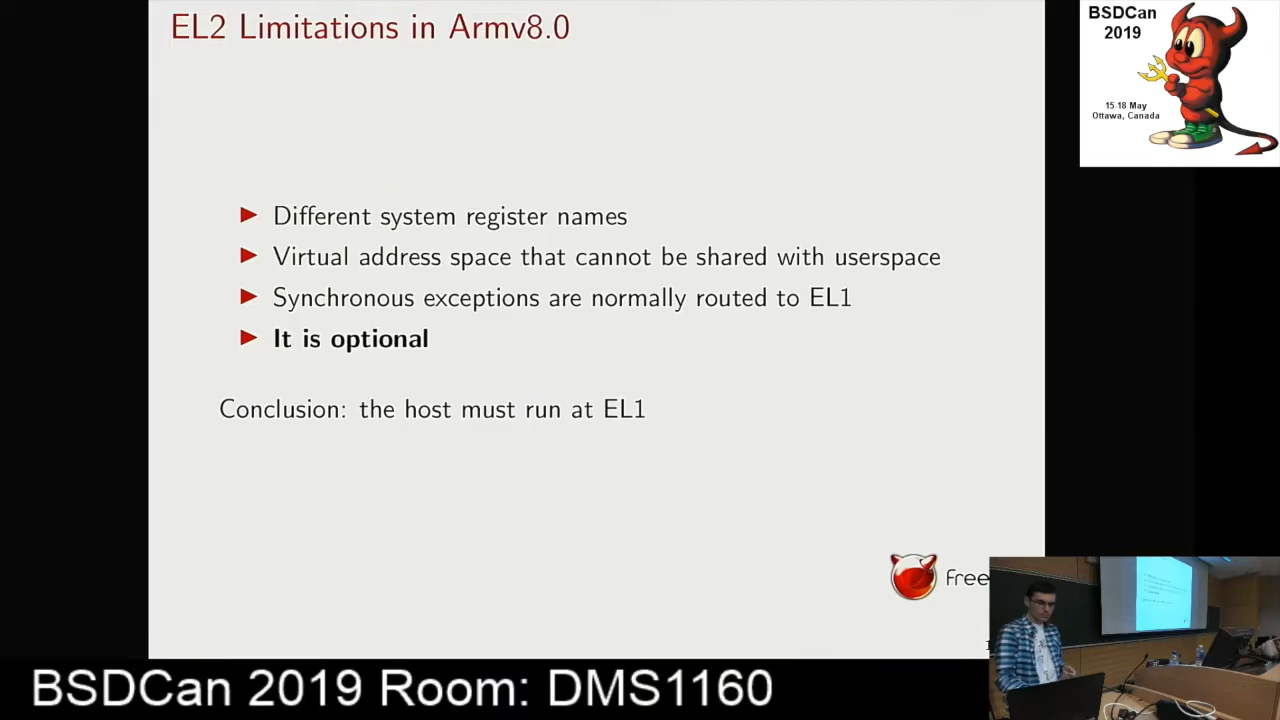 EL2 Limitations in Armv8.0
BSDCan
2019
15-18 May
Ottawa, Canada
Different system register names
Virtual address space that cannot be shared with userspace
Synchronous exceptions are normally routed to EL1
It is optional
Conclusion: the host must run at EL1
Free
BSDCan 2019 Room: DMS1160